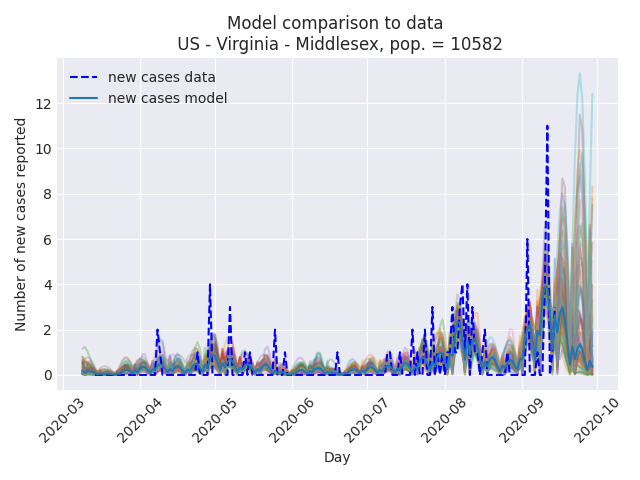 Model comparison to data
US - Virginia - Middlesex, pop. = 10582
new cases data
new cases model
Number of new cases reported
12
10
8
6
4
2
0
2020-03
2020-04
2020-05
2020-06
2020-07
2020-08
2020-09
2020-10
Day